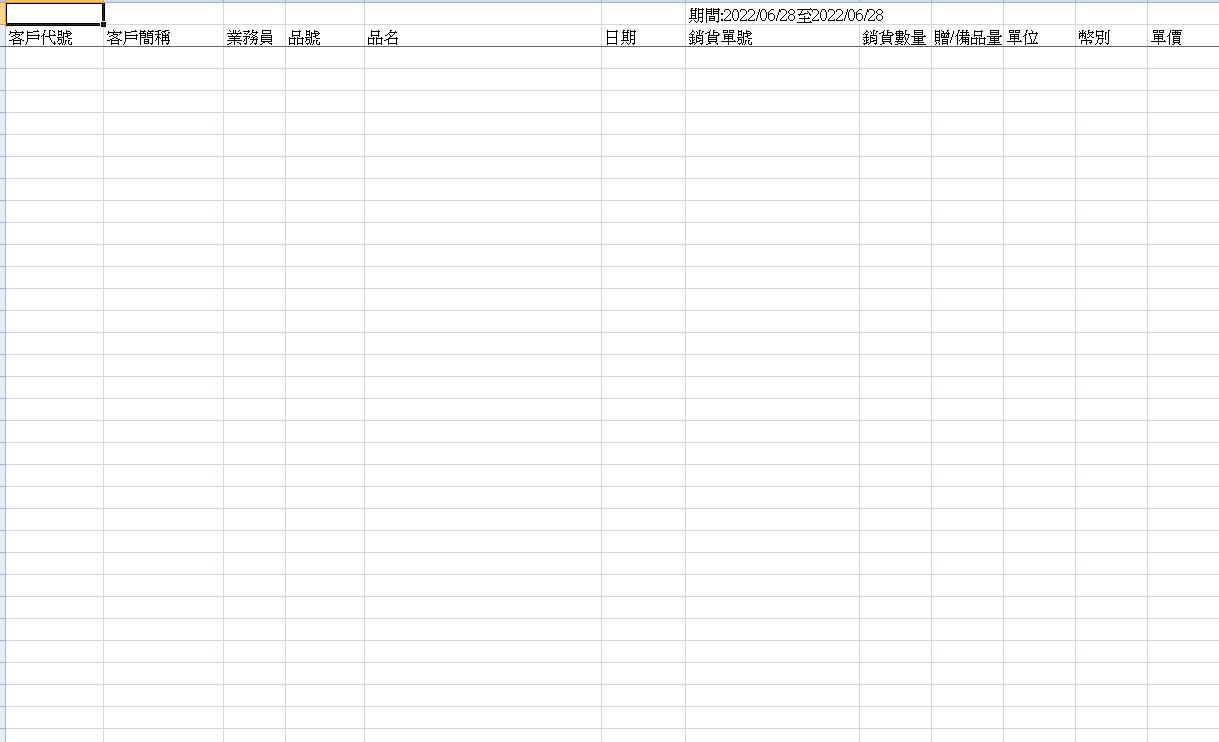 期間:2022/06/28至2022/06/28
客戶代號 客戶簡稱 業務員 品號 品名 日期 銷貨單號 銷貨數量 贈/備品量 單位 幣別 單價